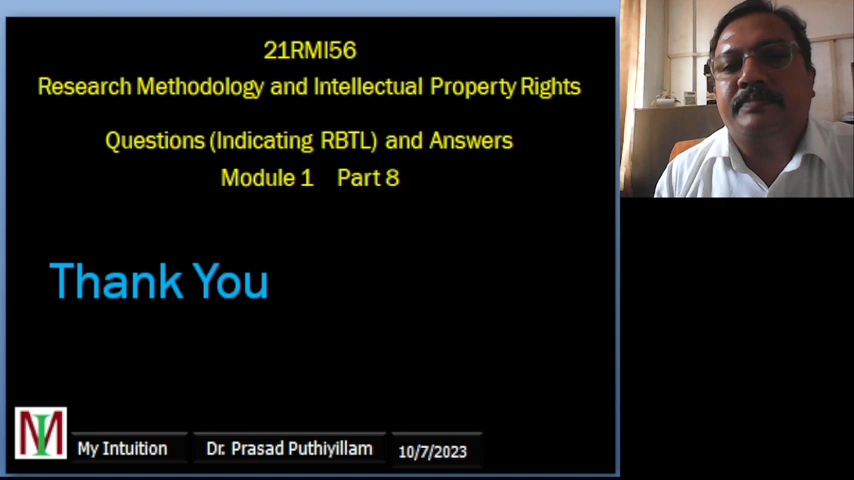 21RMI56
Research Methodology and Intellectual Property Rights
Questions (Indicating RBTL) and Answers
Module 1 Part 8
Thank You
MI
My Intuition
Dr. Prasad Puthiyillam
10/7/2023